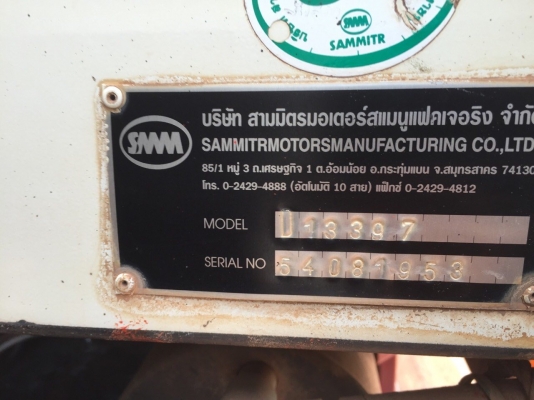 SMM
SAMMITR
SMM
บริษัท สามมิตรมอเตอร์สแมนูแฟคเจอริง จำกัด
SAMMITRMOTORSMANUFACTURING CO.,LTD
85/1 หมู่ 3 ถ.เศรษฐกิจ 1 ต.อ้อมน้อย อ.กระทุ่มแบน จ.สมุทรสาคร 74130
โทร. 0-2429-4888 (อัตโนมัติ 10 สาย) แฟ็กซ์ 0-2429-4812
MODEL D13397
SERIAL NO 54081953